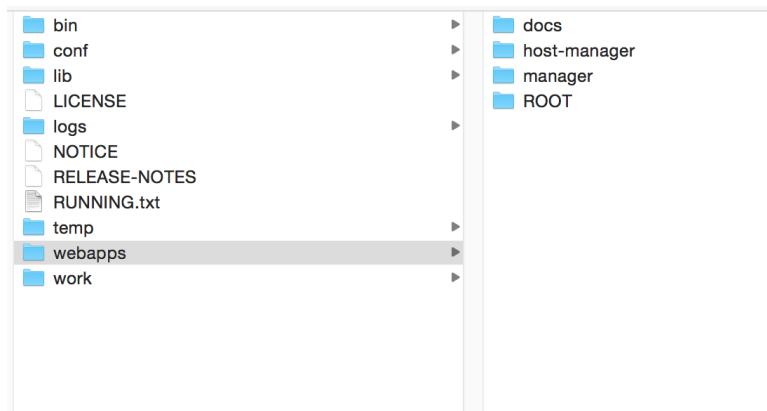 bin
conf
lib
LICENSE
logs
NOTICE
RELEASE-NOTES
RUNNING.txt
temp
webapps
work
docs
host-manager
manager
ROOT